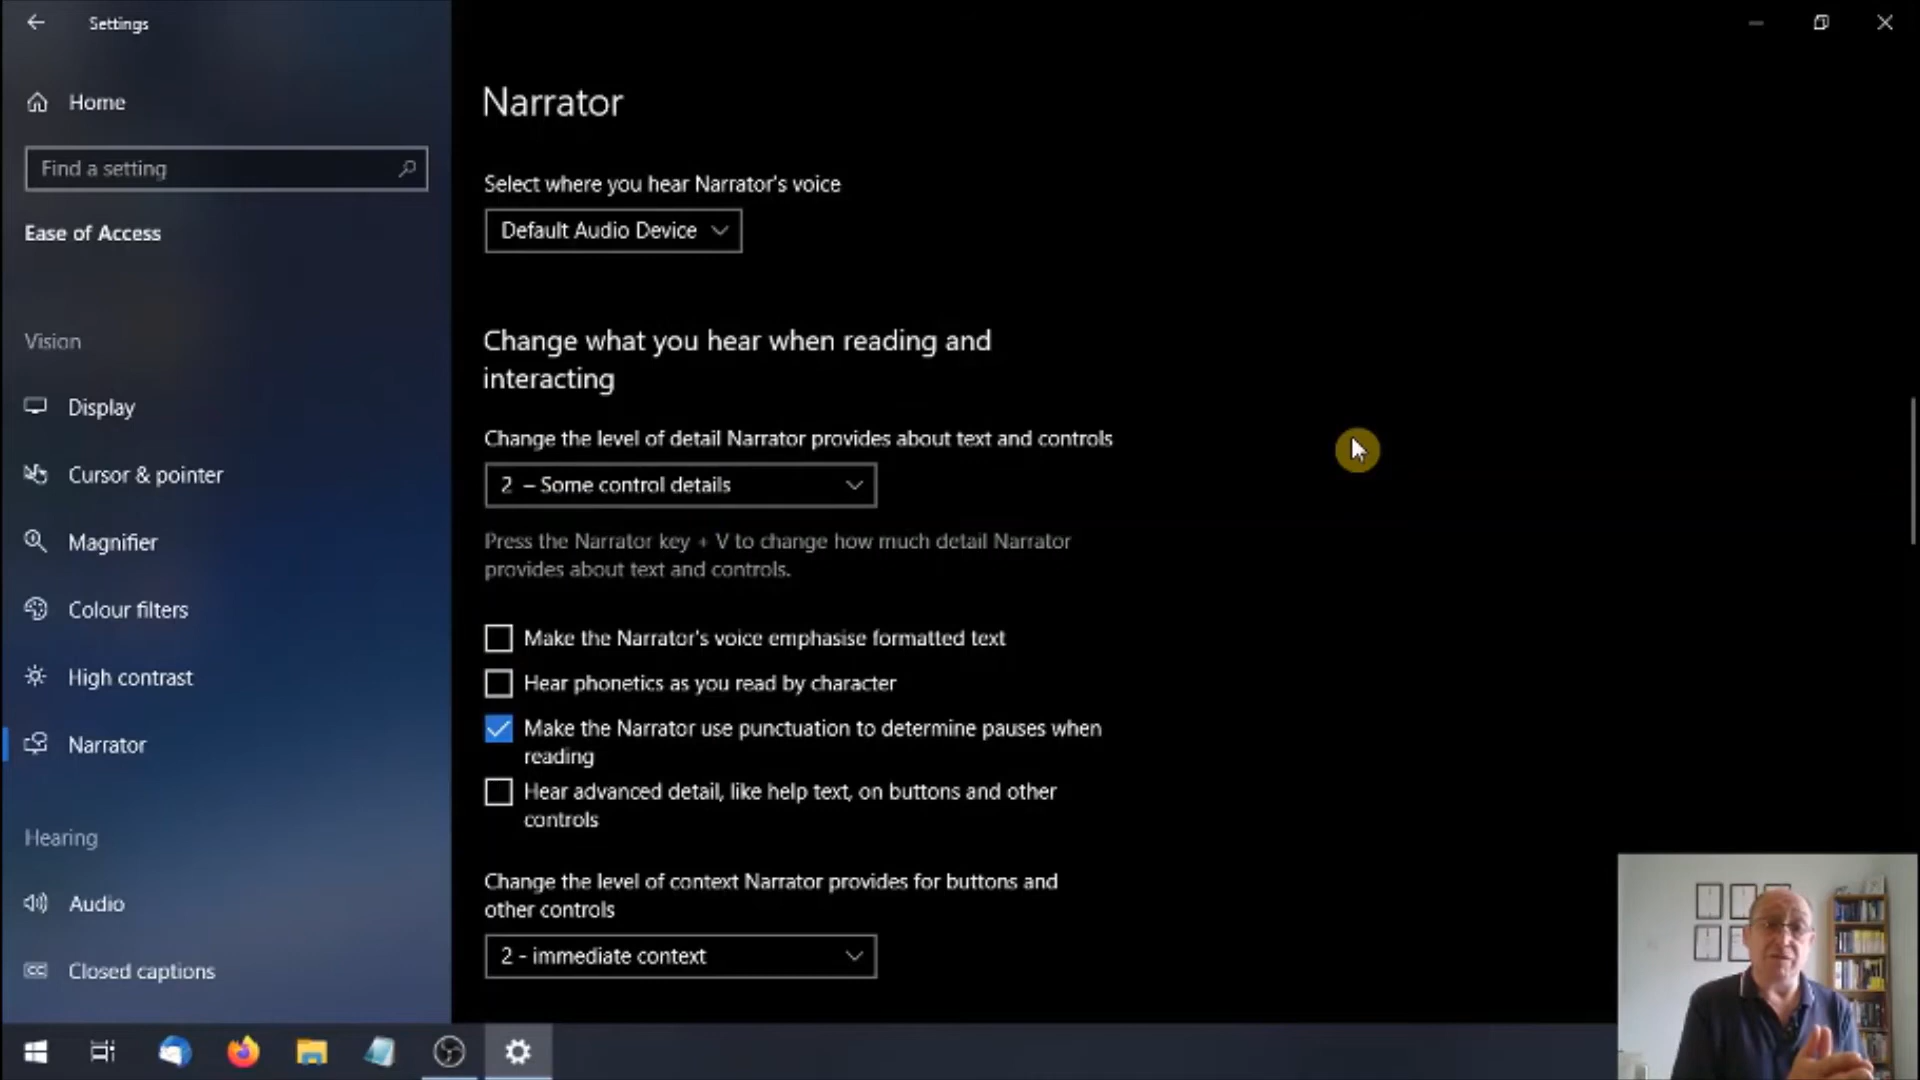 Settings
Home
Find a setting
Ease of Access
Vision
Display
Cursor & pointer
Magnifier
Colour filters
High contrast
Narrator
Hearing
Audio
Closed captions
Narrator
Select where you hear Narrator's voice
Default Audio Device
Change what you hear when reading and
interacting
Change the level of detail Narrator provides about text and controls
2 – Some control details
Press the Narrator key + V to change how much detail Narrator
provides about text and controls.
Make the Narrator's voice emphasise formatted text
Hear phonetics as you read by character
Make the Narrator use punctuation to determine pauses when
reading
Hear advanced detail, like help text, on buttons and other
controls
Change the level of context Narrator provides for buttons and
other controls
2 - immediate context